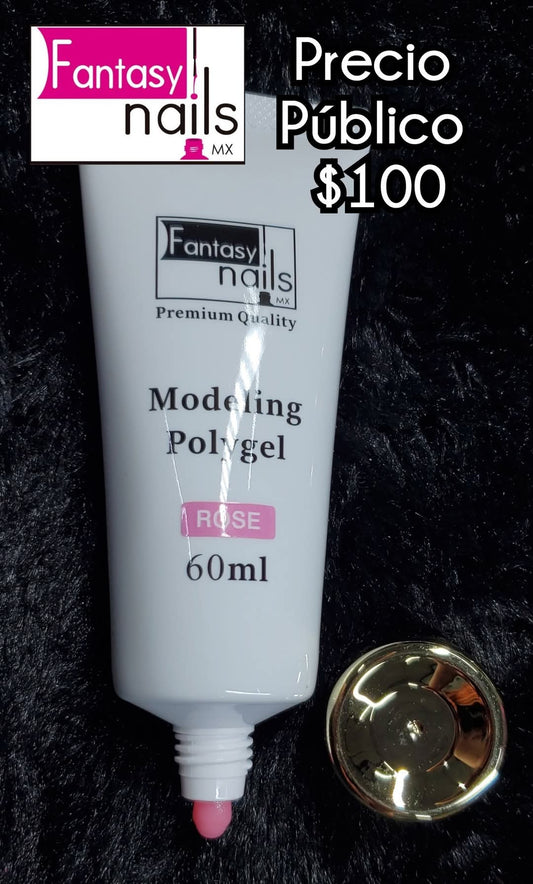 Fantasy
nails
MX
Precio
Público
$100
Fantasy
nails
MX
Premium Quality
Modeling
Polygel
ROSE
60ml